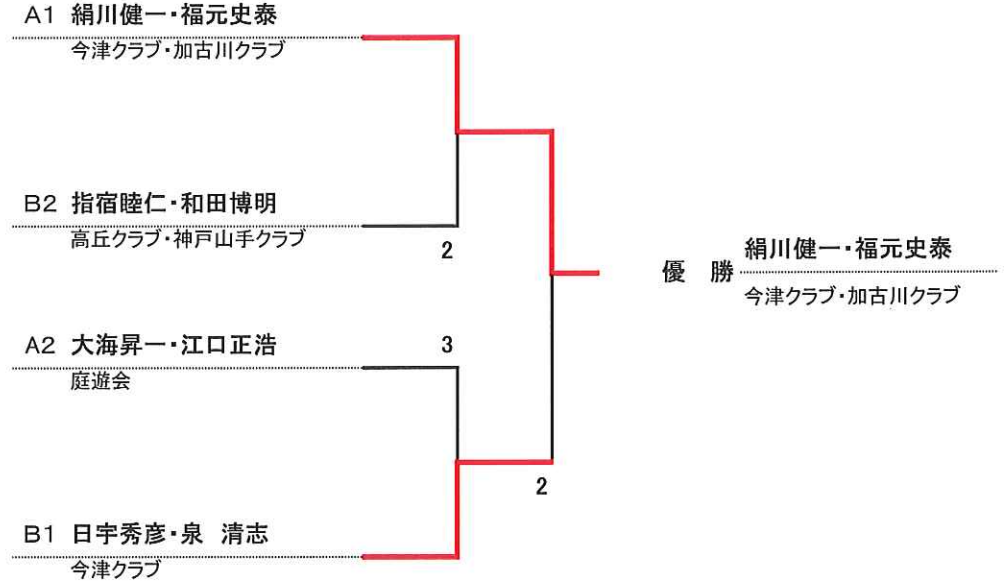 A1 絹川健一・福元史泰
今津クラブ・加古川クラブ
B2 指宿睦仁・和田博明
高丘クラブ・神戸山手クラブ
2
優 勝 絹川健一・福元史泰
今津クラブ・加古川クラブ
A2 大海昇一・江口正浩
3
庭遊会
2
B1 日宇秀彦・泉 清志
今津クラブ